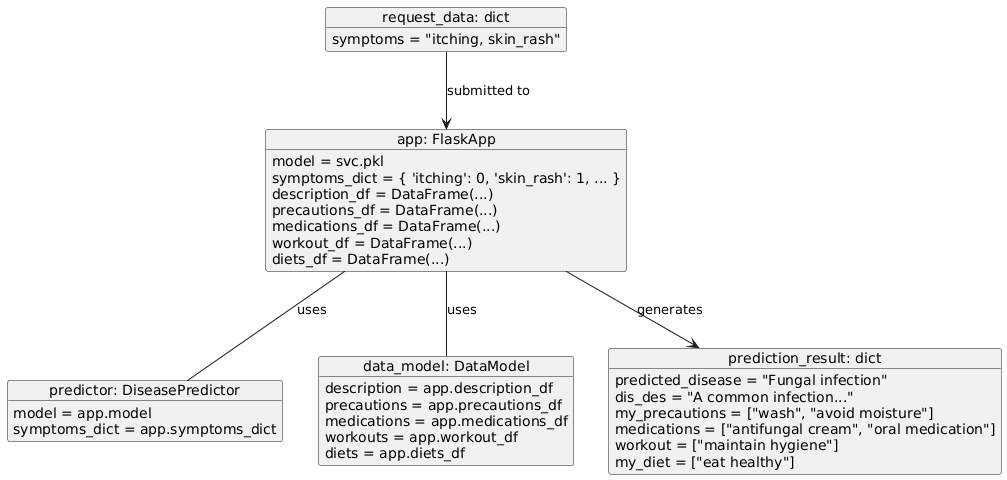 request_data: dict
symptoms = "itching, skin_rash"
submitted to
app: FlaskApp
model = svc.pkl
symptoms_dict = { 'itching': 0, 'skin_rash': 1, ... }
description_df = DataFrame(...)
precautions_df = DataFrame(...)
medications_df = DataFrame(...)
workout_df = DataFrame(...)
diets_df = DataFrame(...)
uses
uses
generates
predictor: DiseasePredictor
model = app.model
symptoms_dict = app.symptoms_dict
data_model: DataModel
description = app.description_df
precautions = app.precautions_df
medications = app.medications_df
workouts = app.workout_df
diets = app.diets_df
prediction_result: dict
predicted_disease = "Fungal infection"
dis_des = "A common infection..."
my_precautions = ["wash", "avoid moisture"]
medications = ["antifungal cream", "oral medication"]
workout = ["maintain hygiene"]
my_diet = ["eat healthy"]